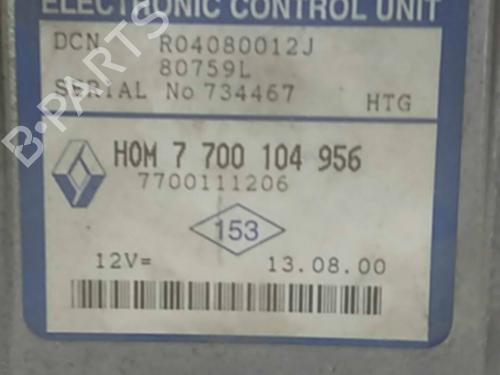 ELECTRONIC CONTROL UNIT
DCN R04080012J
80759L
SERIAL No 734467 HTG
HOM 7 700 104 956
7700111206
153
12V= 13.08.00
B-PARTS